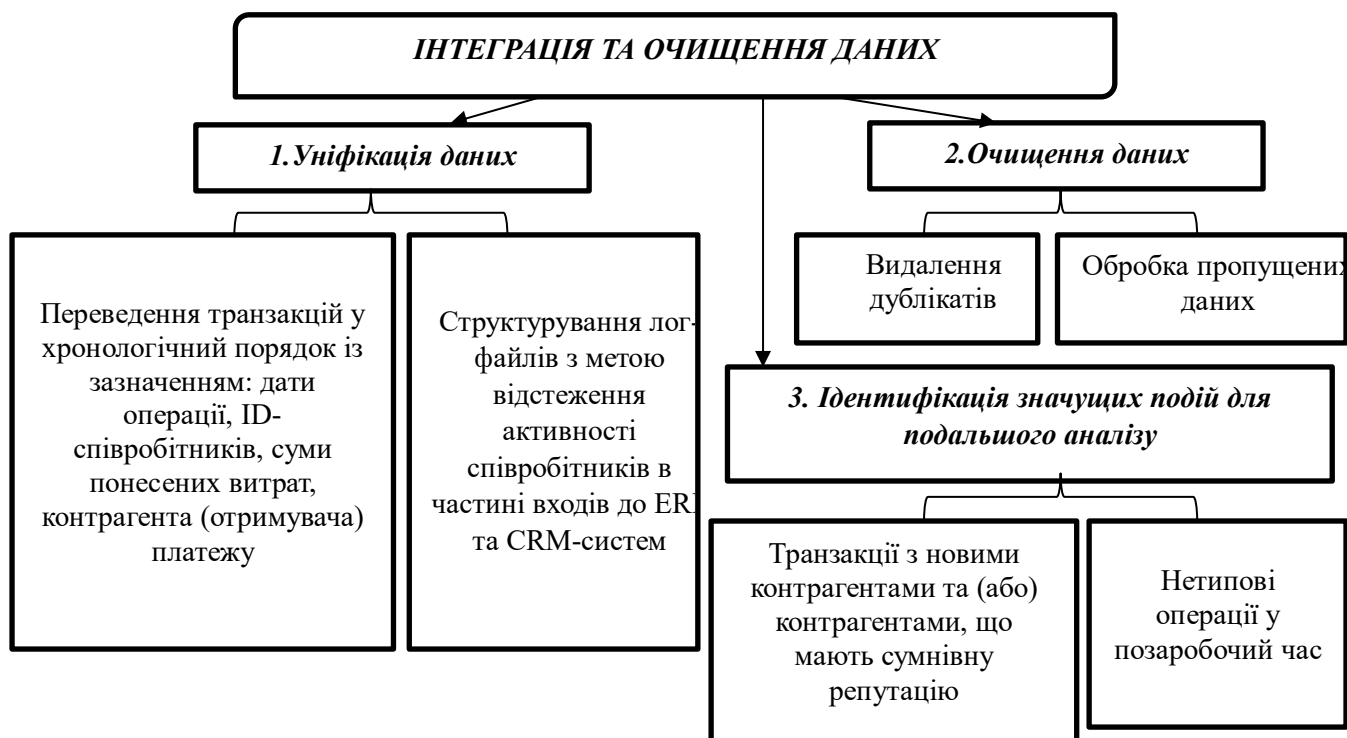 ІНТЕГРАЦІЯ ТА ОЧИЩЕННЯ ДАНИХ
1.Уніфікація даних
2.Очищення даних
Переведення транзакцій у
хронологічний порядок із
зазначенням: дати
операції, ID-
співробітників, суми
понесених витрат,
контрагента (отримувача)
платежу
Структурування лог-
файлів з метою
відстеження
активності
співробітників в
частині входів до ER
та CRM-систем
Видалення
дублікатів
Обробка пропущених
даних
3. Ідентифікація значущих подій для
подальшого аналізу
Транзакції з новими
контрагентами та (або)
контрагентами, що
мають сумнівну
репутацію
Нетипові
операції у
позаробочий час